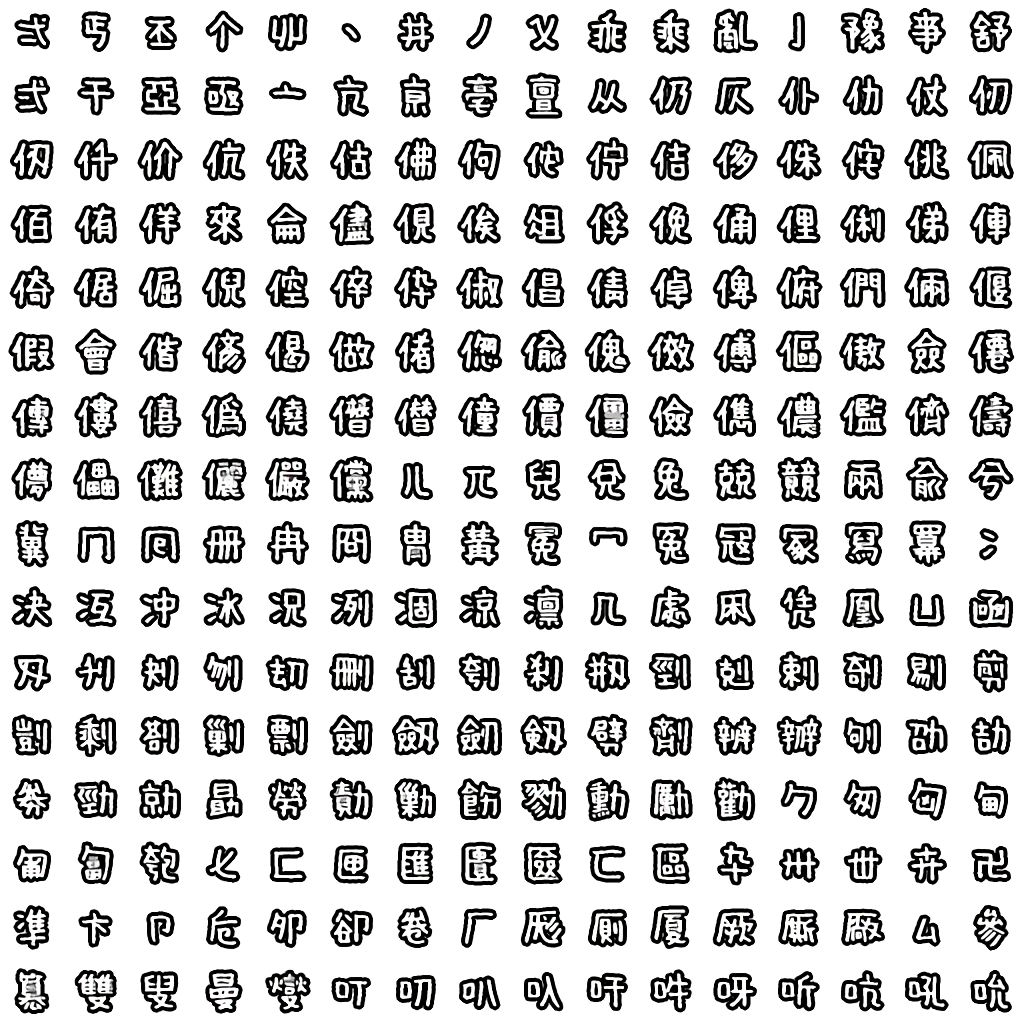 弌丐丕个丱丶丼丿乂乖乘亂亅豫亊舒
弍于亞亟亠亢亰亳亶从仍仄仆仂仗仞
仭仟价伉佚估佛佝佗佇佶侈侏侘佻佩
佰侑佯來侖儘俔俟俎俘俛俑俚俐俤俥
倚倨倔倪倥倅伜俶倡倩倬俾俯們倆偃
假會偕偐偈做偖偬偸傀傚傅傴傲僉僊
傳僂僖僞僥僭僣僮價僵儉儁儂儖儕儔
儚儡儺儷儼儻儿兀兒兌兔兢竸兩兪兮
冀冂囘册冉冏冑冓冕冖冤冦冢冩冪冫
决冱冲冰况冽凅凉凛几處凩凭凰凵凾
刄刋刔刎刧刪刮刳刹剏剄剋剌剞剔剪
剴剩剳剿剽劍劔劒剱劈劑辨辧劬劭劼
劵勁勍勗勞勣勦飭勠勳勵勸勹匆匈甸
匍匐匏匕匚匣匯匱匳匸區卆卅丗卉卍
凖卞卩卮夘卻卷厂厖厠厦厥厮厰厶參
簒雙叟曼燮叮叨叭叺吁吽呀听吭吼吮